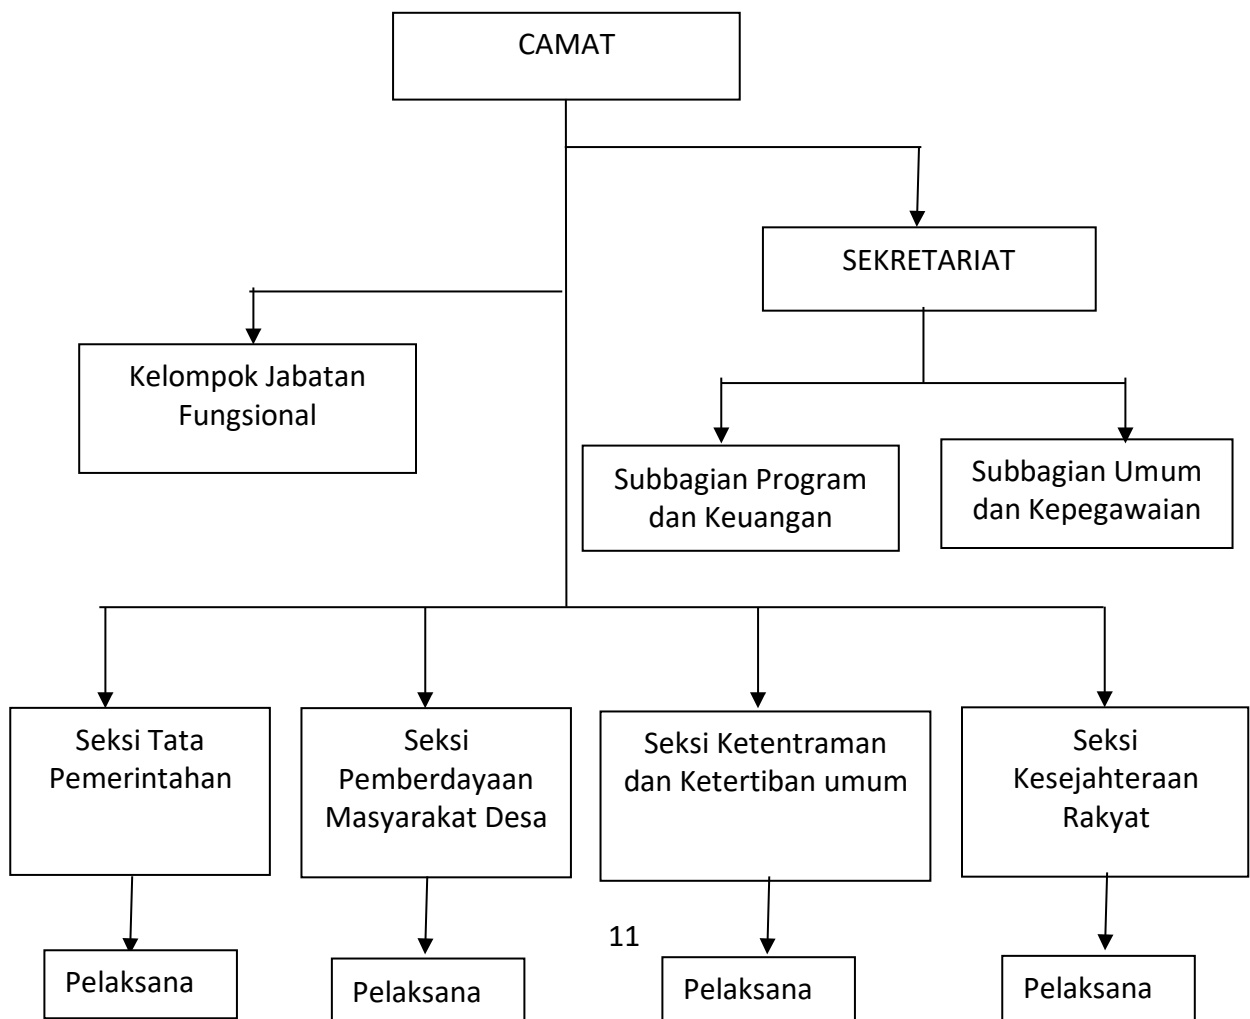 CAMAT
SEKRETARIAT
Kelompok Jabatan
Fungsional
Subbagian Program
dan Keuangan
Subbagian Umum
dan Kepegawaian
Seksi Tata
Pemerintahan
Seksi
Pemberdayaan
Masyarakat Desa
Seksi Ketentraman
dan Ketertiban umum
Seksi
Kesejahteraan
Rakyat
11
Pelaksana
Pelaksana
Pelaksana
Pelaksana